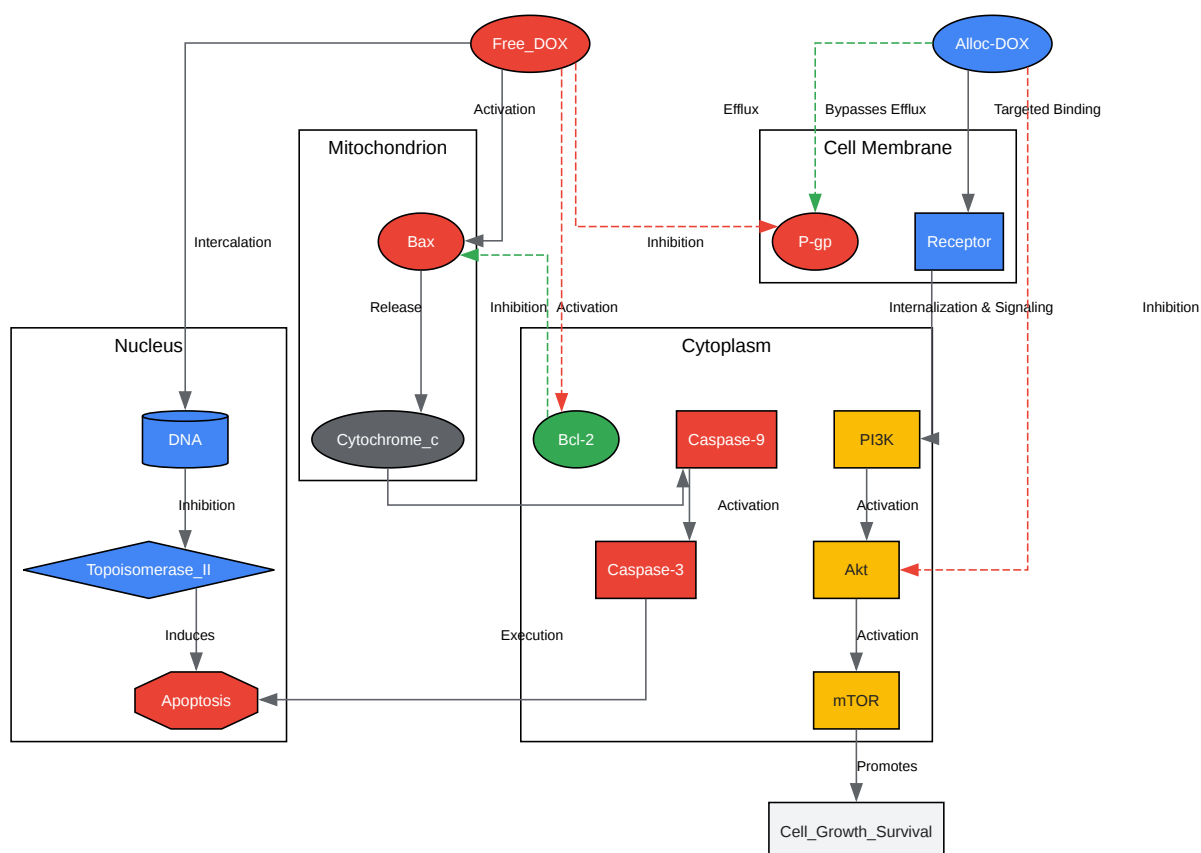 Free_DOX
Alloc-DOX
Activation
Efflux
Bypasses Efflux
Targeted Binding
Mitochondrion
Cell Membrane
Intercalation
Bax
Inhibition
P-gp
Receptor
Release
Inhibition
Activation
Internalization & Signaling
Inhibition
Nucleus
Cytoplasm
DNA
Cytochrome_c
Bcl-2
Caspase-9
PI3K
Inhibition
Activation
Activation
Topoisomerase_II
Caspase-3
Akt
Induces
Execution
Activation
Apoptosis
mTOR
Promotes
Cell_Growth_Survival